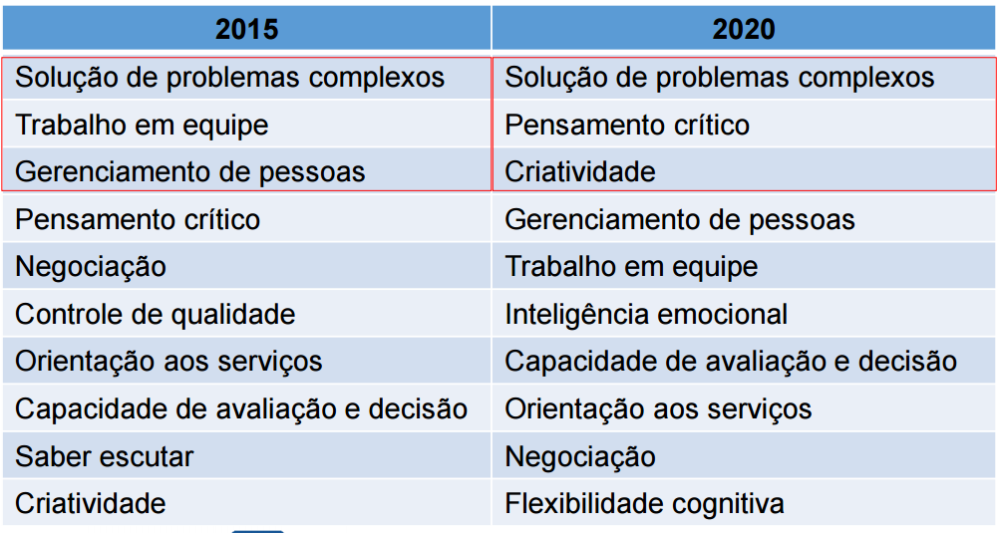 2015 2020
Solução de problemas complexos Solução de problemas complexos
Trabalho em equipe Pensamento crítico
Gerenciamento de pessoas Criatividade
Pensamento crítico Gerenciamento de pessoas
Negociação Trabalho em equipe
Controle de qualidade Inteligência emocional
Orientação aos serviços Capacidade de avaliação e decisão
Capacidade de avaliação e decisão Orientação aos serviços
Saber escutar Negociação
Criatividade Flexibilidade cognitiva